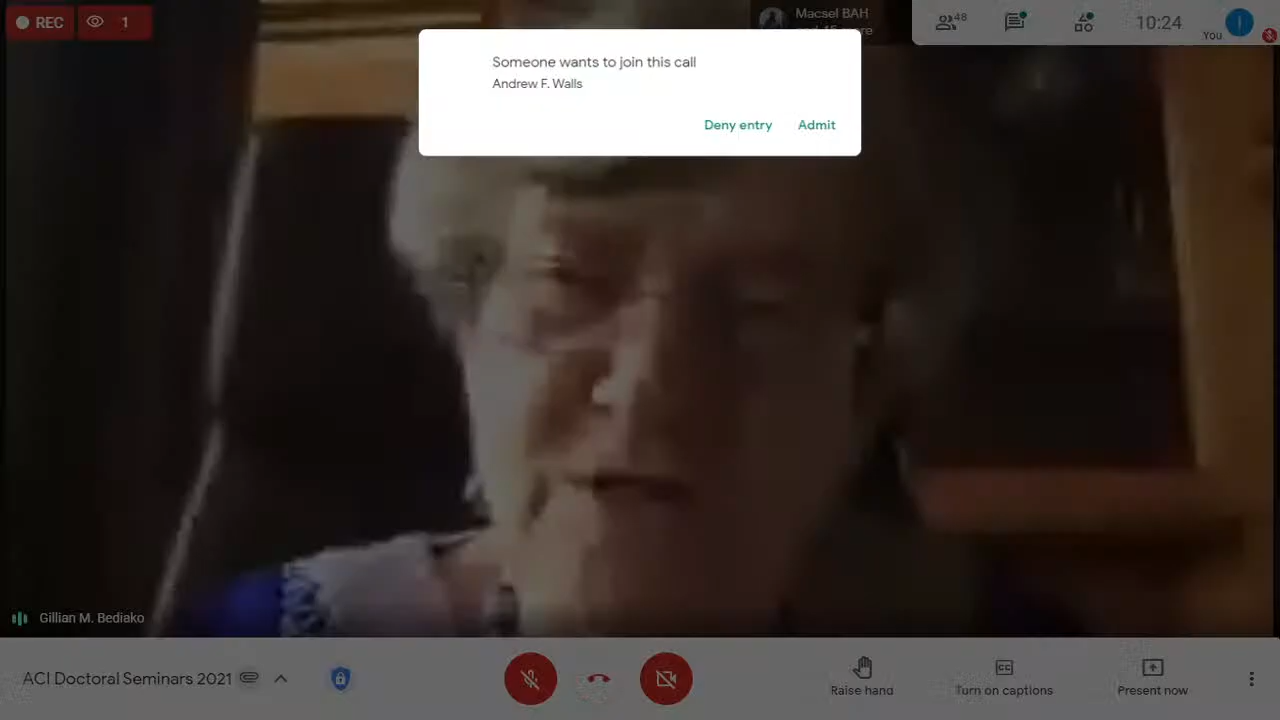 REC
1
Macsel BAH
48
10:24
You
Someone wants to join this call
Andrew F. Walls
Deny entry
Admit
Gillian M. Bediako
ACI Doctoral Seminars 2021
Raise hand
CC
Turn on captions
Present now